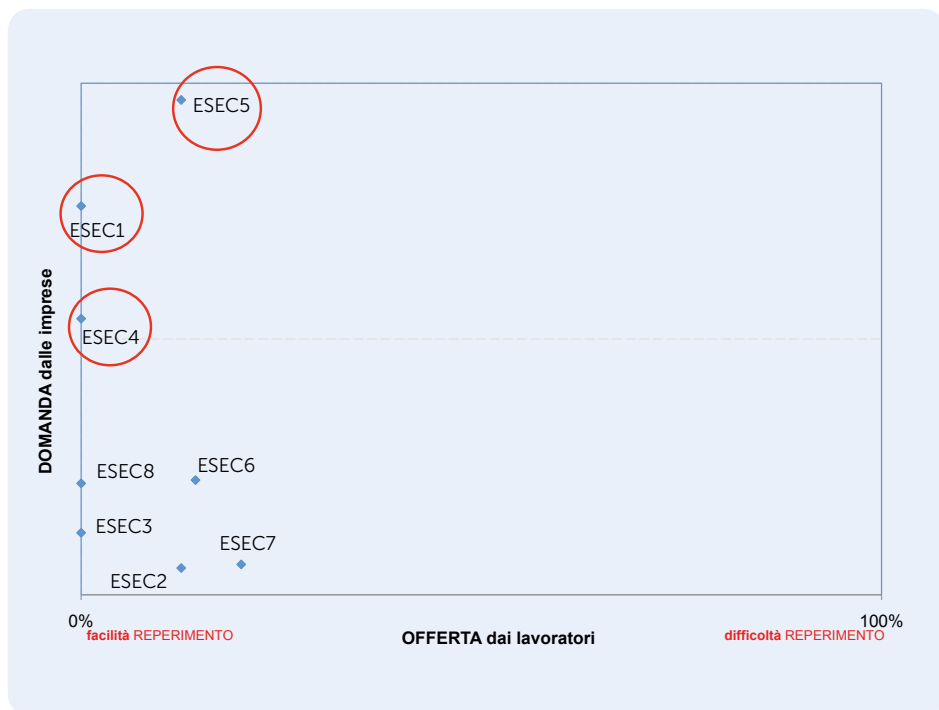 ESEC5
ESEC1
ESEC4
DOMANDA dalle imprese
ESEC8
ESEC6
ESEC3
ESEC7
ESEC2
0%
100%
facilità REPERIMENTO
OFFERTA dai lavoratori
difficoltà REPERIMENTO